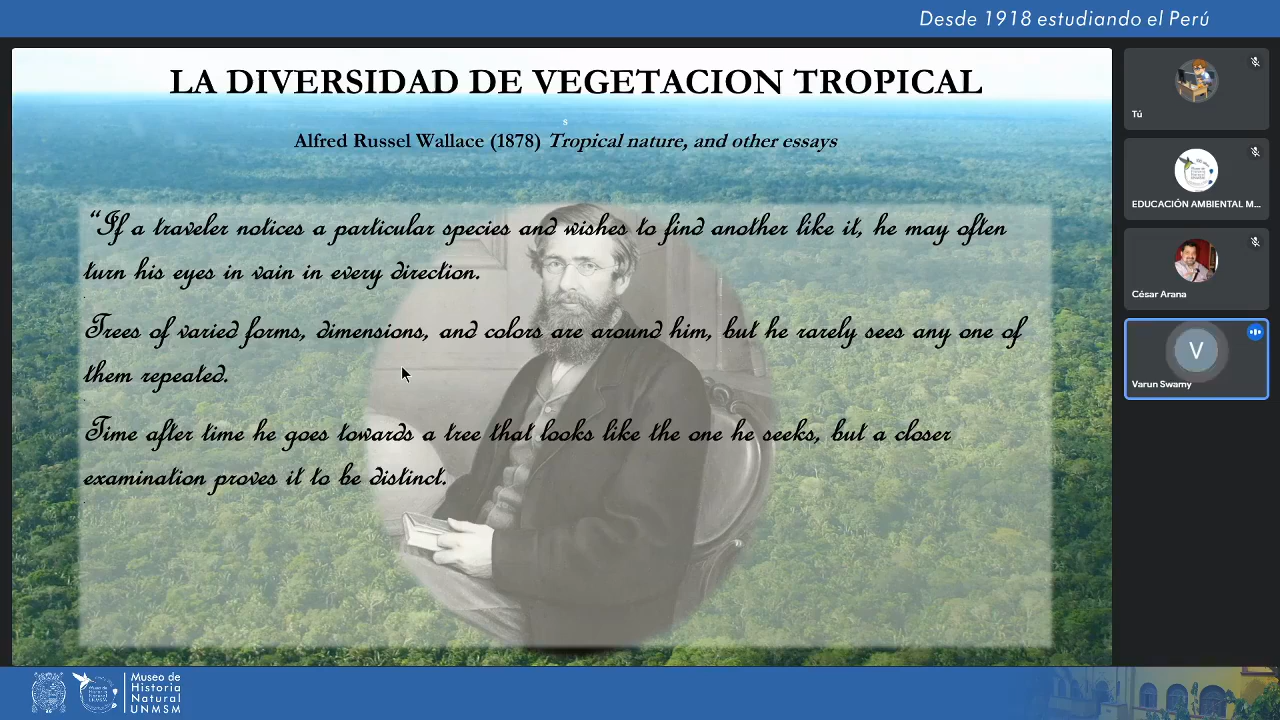 Desde 1918 estudiando el Perú
LA DIVERSIDAD DE VEGETACION TROPICAL
s
Alfred Russel Wallace (1878) Tropical nature, and other essays
“If a traveler notices a particular species and wishes to find another like it, he may often
turn his eyes in vain in every direction.
Trees of varied forms, dimensions, and colors are around him, but he rarely sees any one of
them repeated.
Time after time he goes towards a tree that looks like the one he seeks, but a closer
examination proves it to be distinct.
Tú
EDUCACIÓN AMBIENTAL M...
César Arana
V
Varun Swamy
Museo de
Historia
Natural
UNMSM